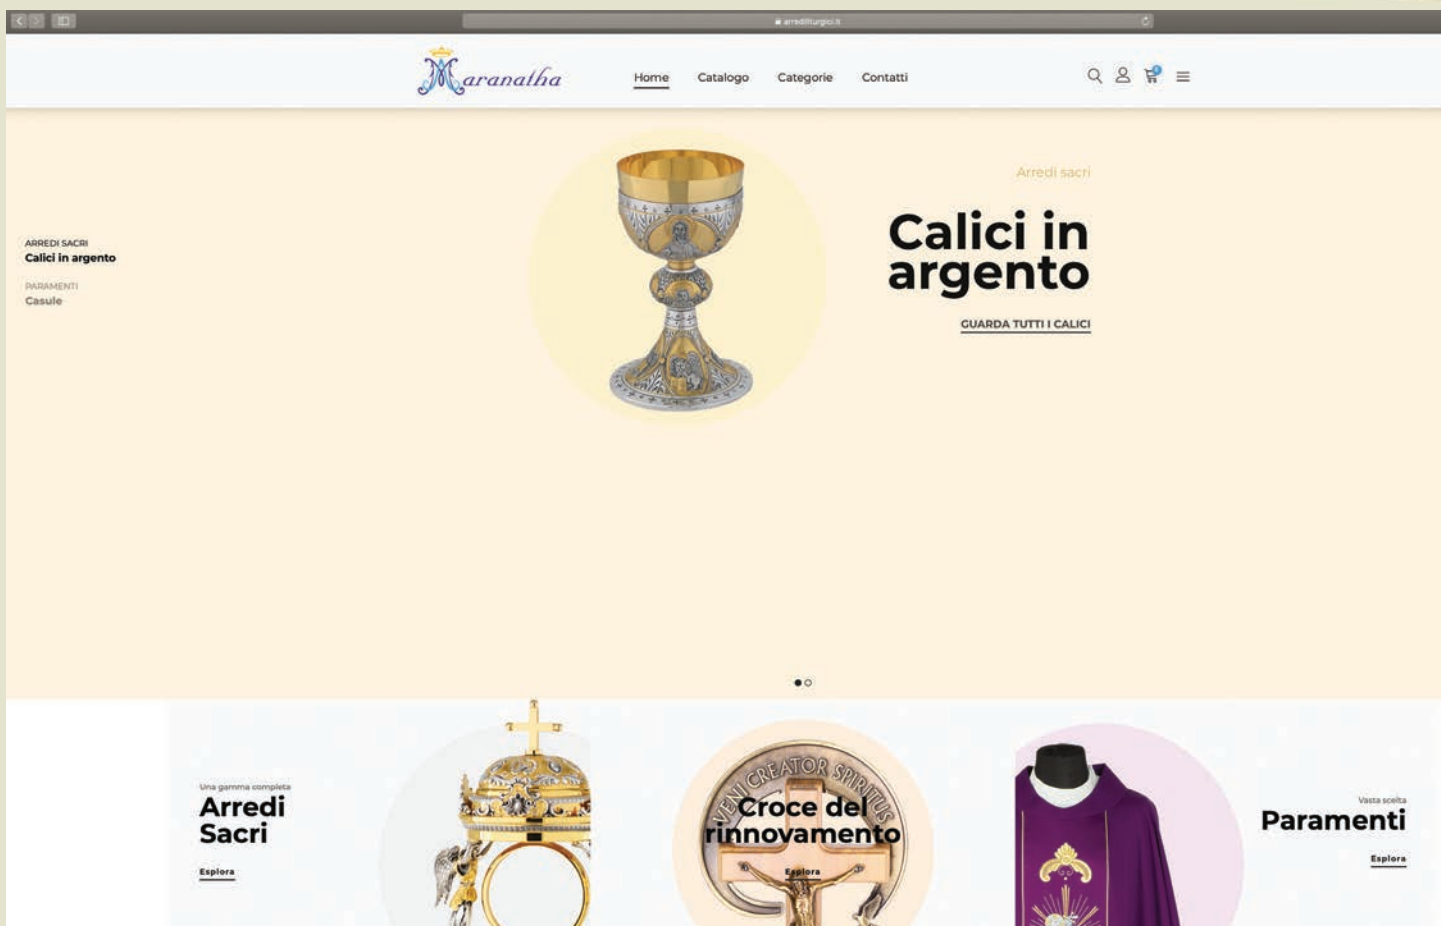 arrediliturgici.it
Maranatha
Home
Catalogo
Categorie
Contatti
Arredi sacri
Calici in
argento
GUARDA TUTTI I CALICI
ARREDI SACRI
Calici in argento
PARAMENTI
Casule
Una gamma completa
Arredi
Sacri
Esplora
VENI CREATOR SPIRITUS
Croce del
rinnovamento
Esplora
Vasta scelta
Paramenti
Esplora